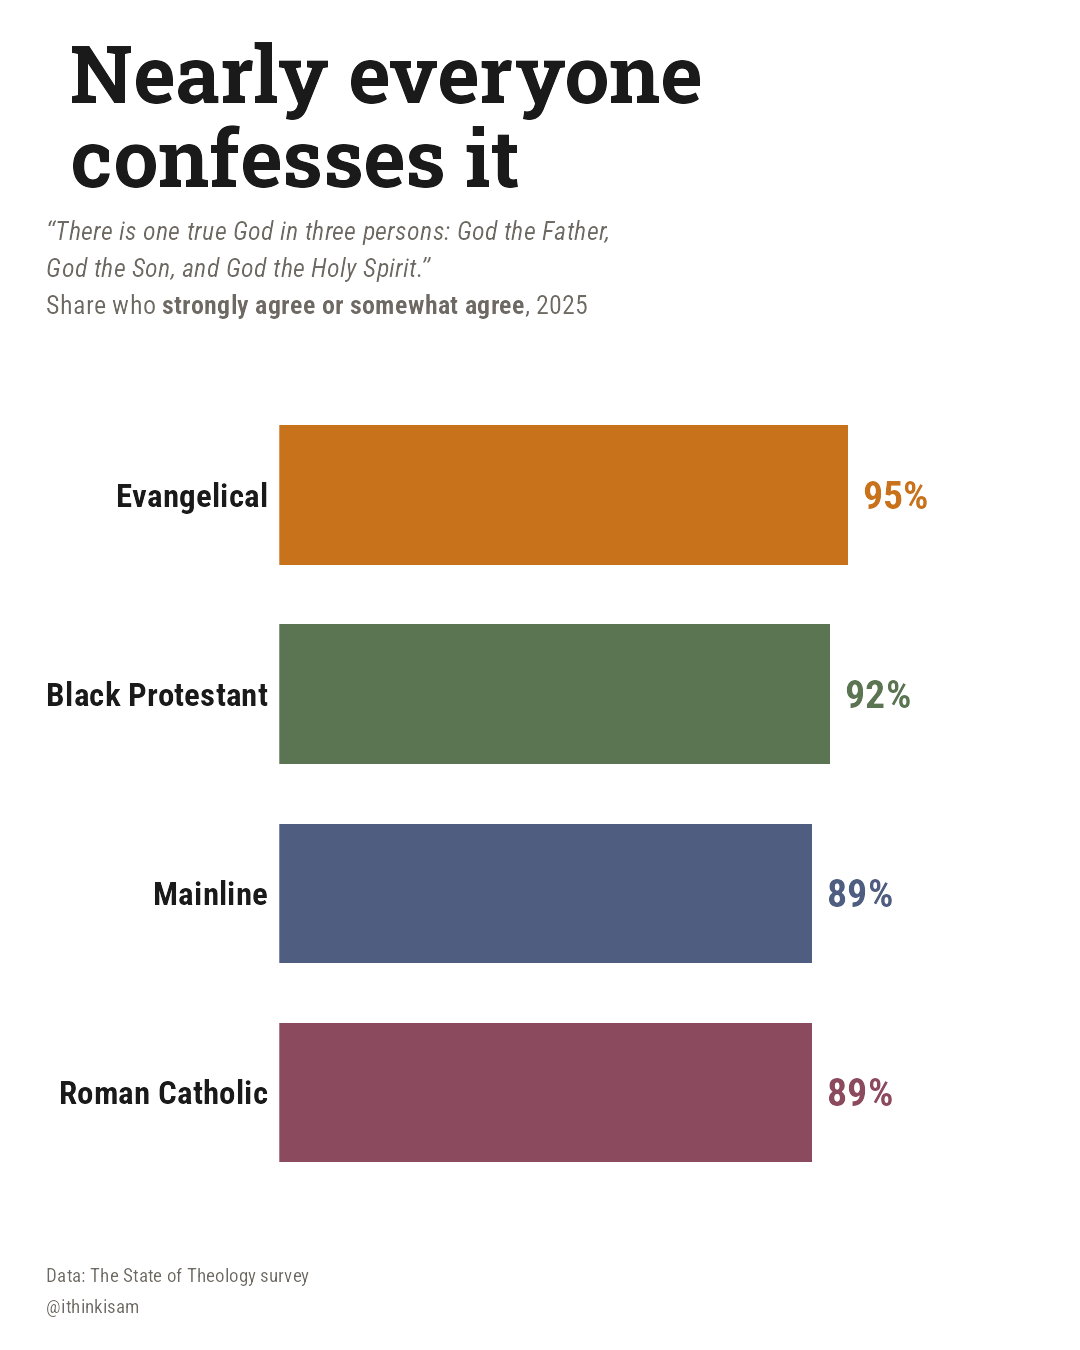 Nearly everyone
confesses it
“There is one true God in three persons: God the Father,
God the Son, and God the Holy Spirit.”
Share who strongly agree or somewhat agree, 2025
Evangelical 95%
Black Protestant 92%
Mainline 89%
Roman Catholic 89%
Data: The State of Theology survey
@ithinkisam